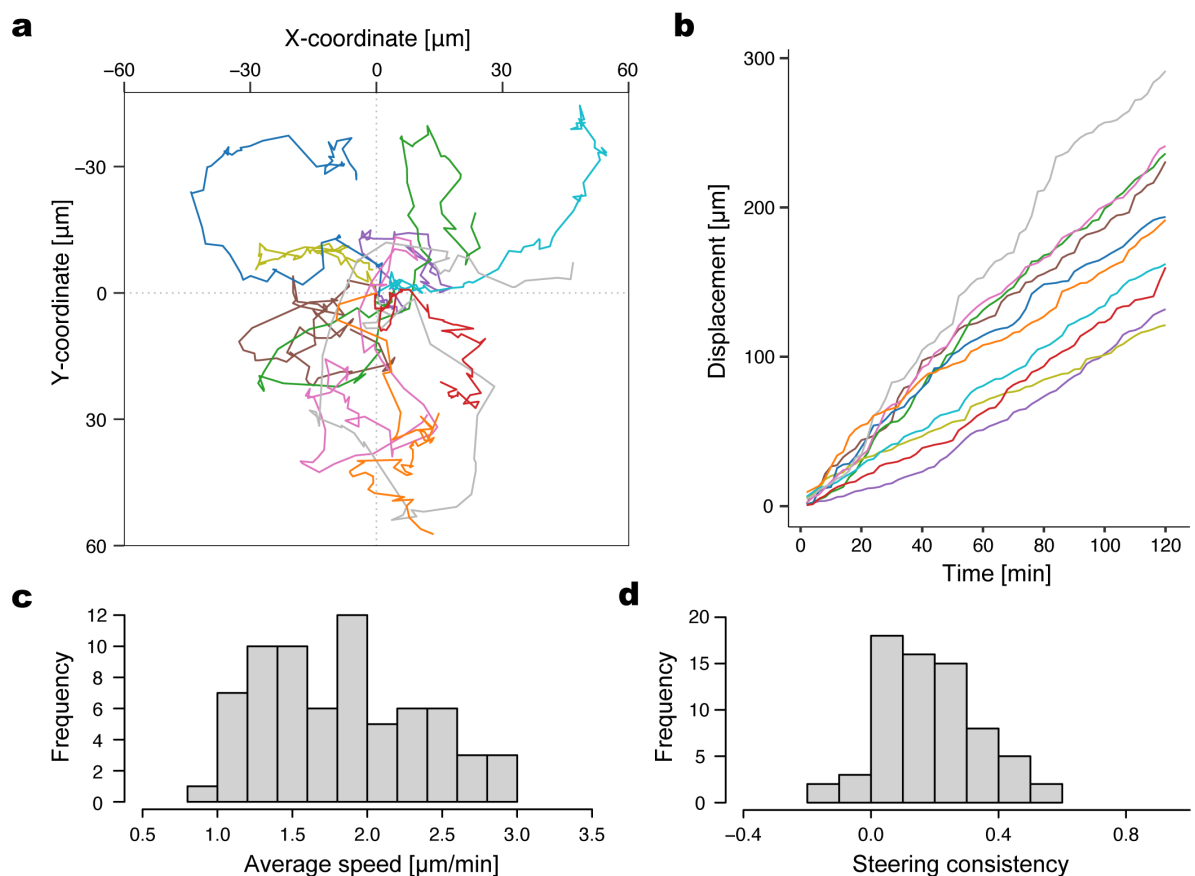 a
X-coordinate [µm]
−60 −30 0 30 60
−30
0
30
60
Y-coordinate [µm]
b
300
200
100
0
Displacement [µm]
0 20 40 60 80 100 120
Time [min]
c
12
10
8
6
4
2
0
Frequency
0.5 1.0 1.5 2.0 2.5 3.0 3.5
Average speed [µm/min]
d
20
15
10
5
0
Frequency
−0.4 0.0 0.4 0.8
Steering consistency